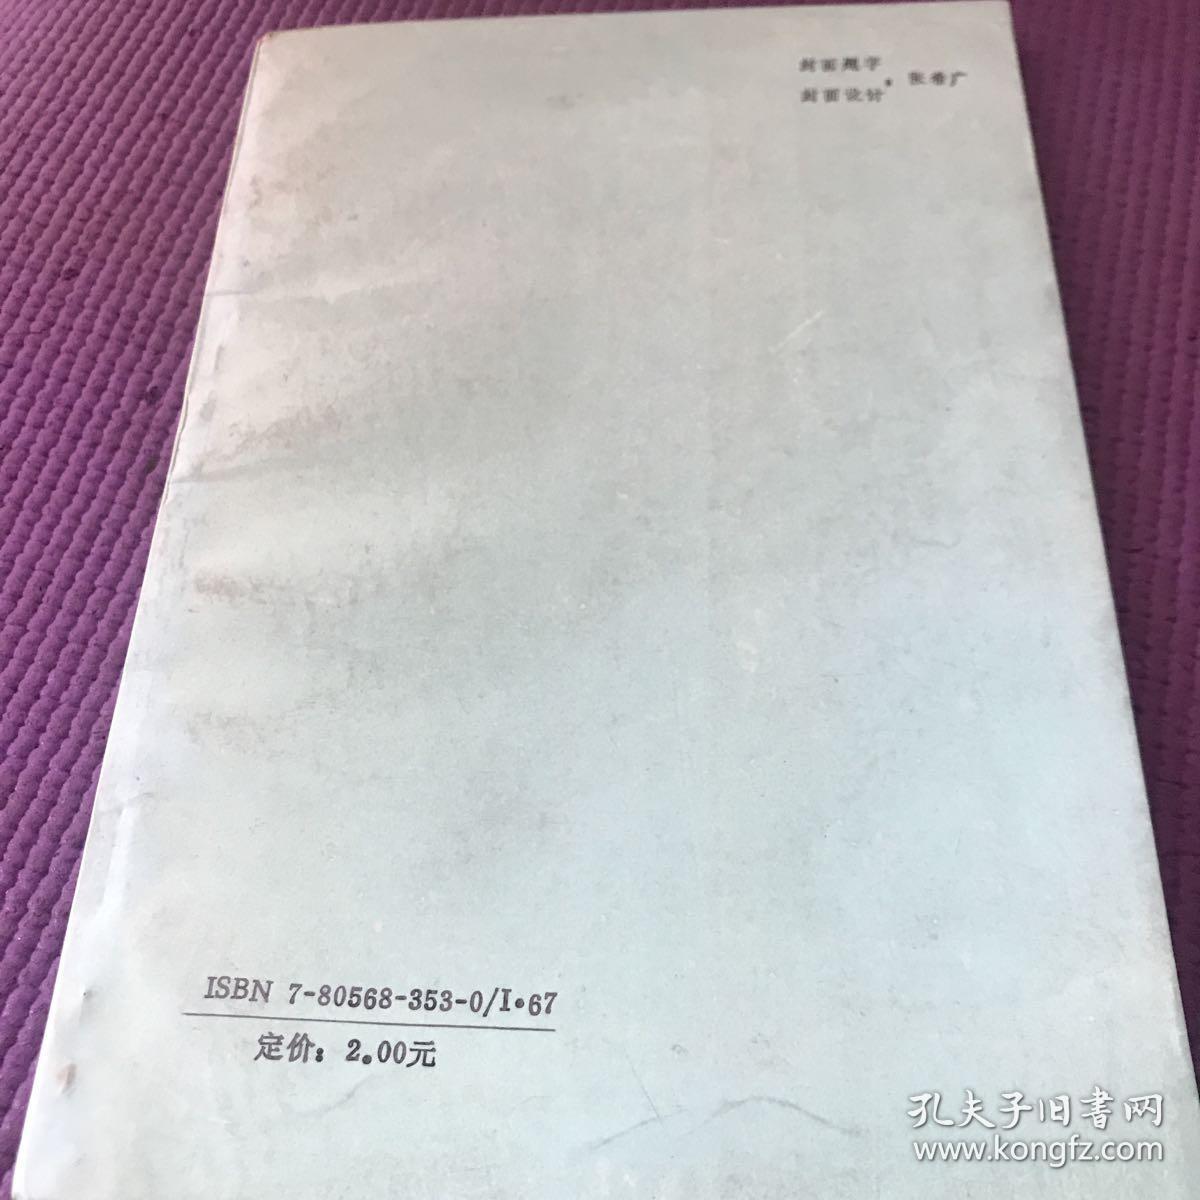 封面题字
封面设计
张希广
ISBN 7-80568-353-0/I·67
定价：2.00元
孔夫子旧书网
www.kongfz.com